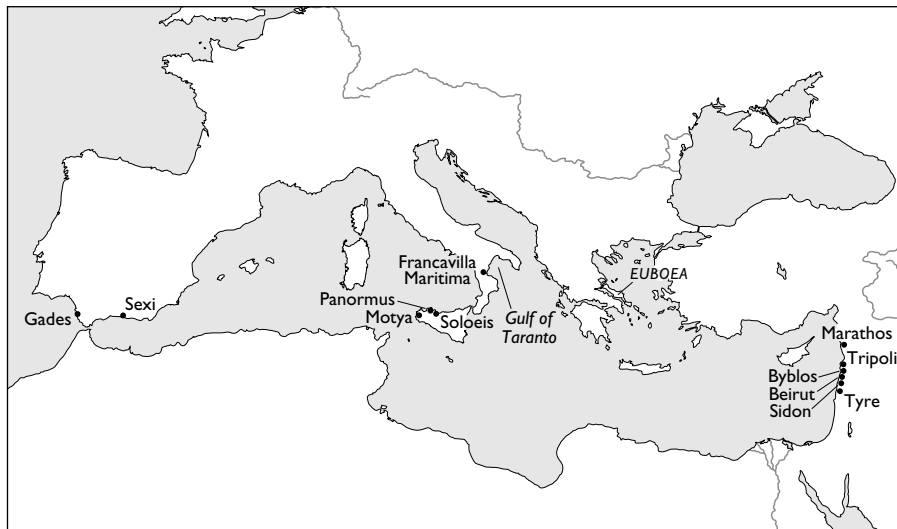 EUBOEA
Francavilla
Maritima
Panormus
Sexi
Gades
Motya
Soloeis
Gulf of
Taranto
Marathos
Tripoli
Byblos
Beirut
Sidon
Tyre